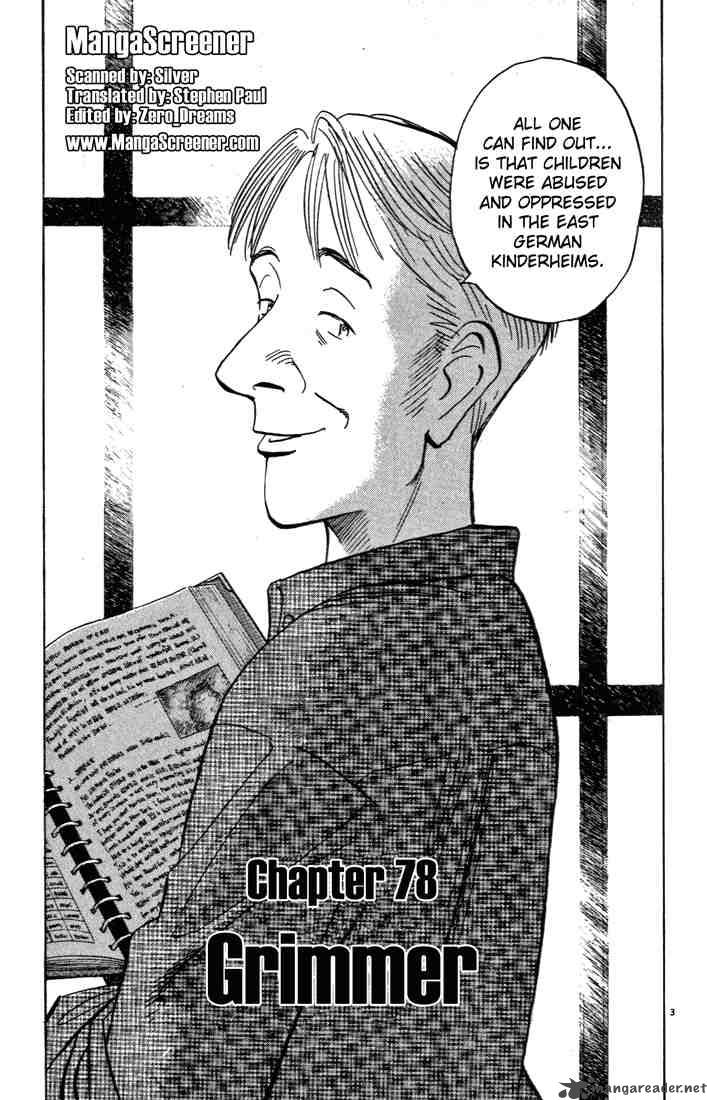 MangaScreener
Scanned by: Silver
Translated by: Stephen Paul
Edited by: Zero_Dreams
www.MangaScreener.com
ALL ONE
CAN FIND OUT...
IS THAT CHILDREN
WERE ABUSED
AND OPPRESSED
IN THE EAST
GERMAN
KINDERHEIMS.
Chapter 78
Grimmer
3
mangareader.net